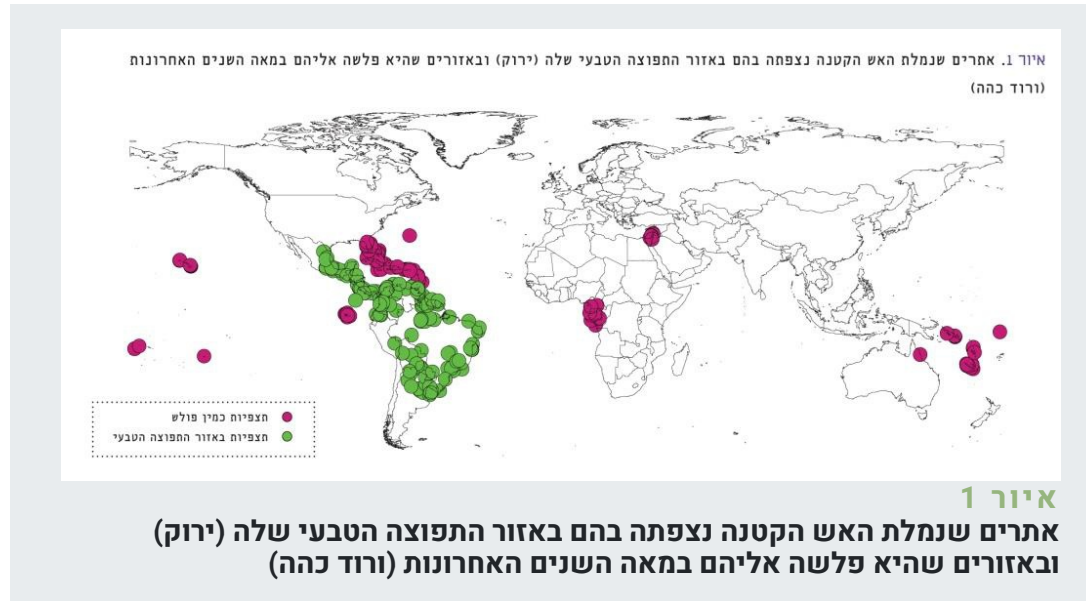 איור 1. אתרים שנמלת האש הקטנה נצפתה בהם באזור התפוצה הטבעי שלה (ירוק) ובאזורים שהיא פלשה אליהם במאה השנים האחרונות
(ורוד כהה)
תצפיות כמין פולש
תצפיות באזור התפוצה הטבעי
איור 1
אתרים שנמלת האש הקטנה נצפתה בהם באזור התפוצה הטבעי שלה (ירוק)
ובאזורים שהיא פלשה אליהם במאה השנים האחרונות (ורוד כהה)